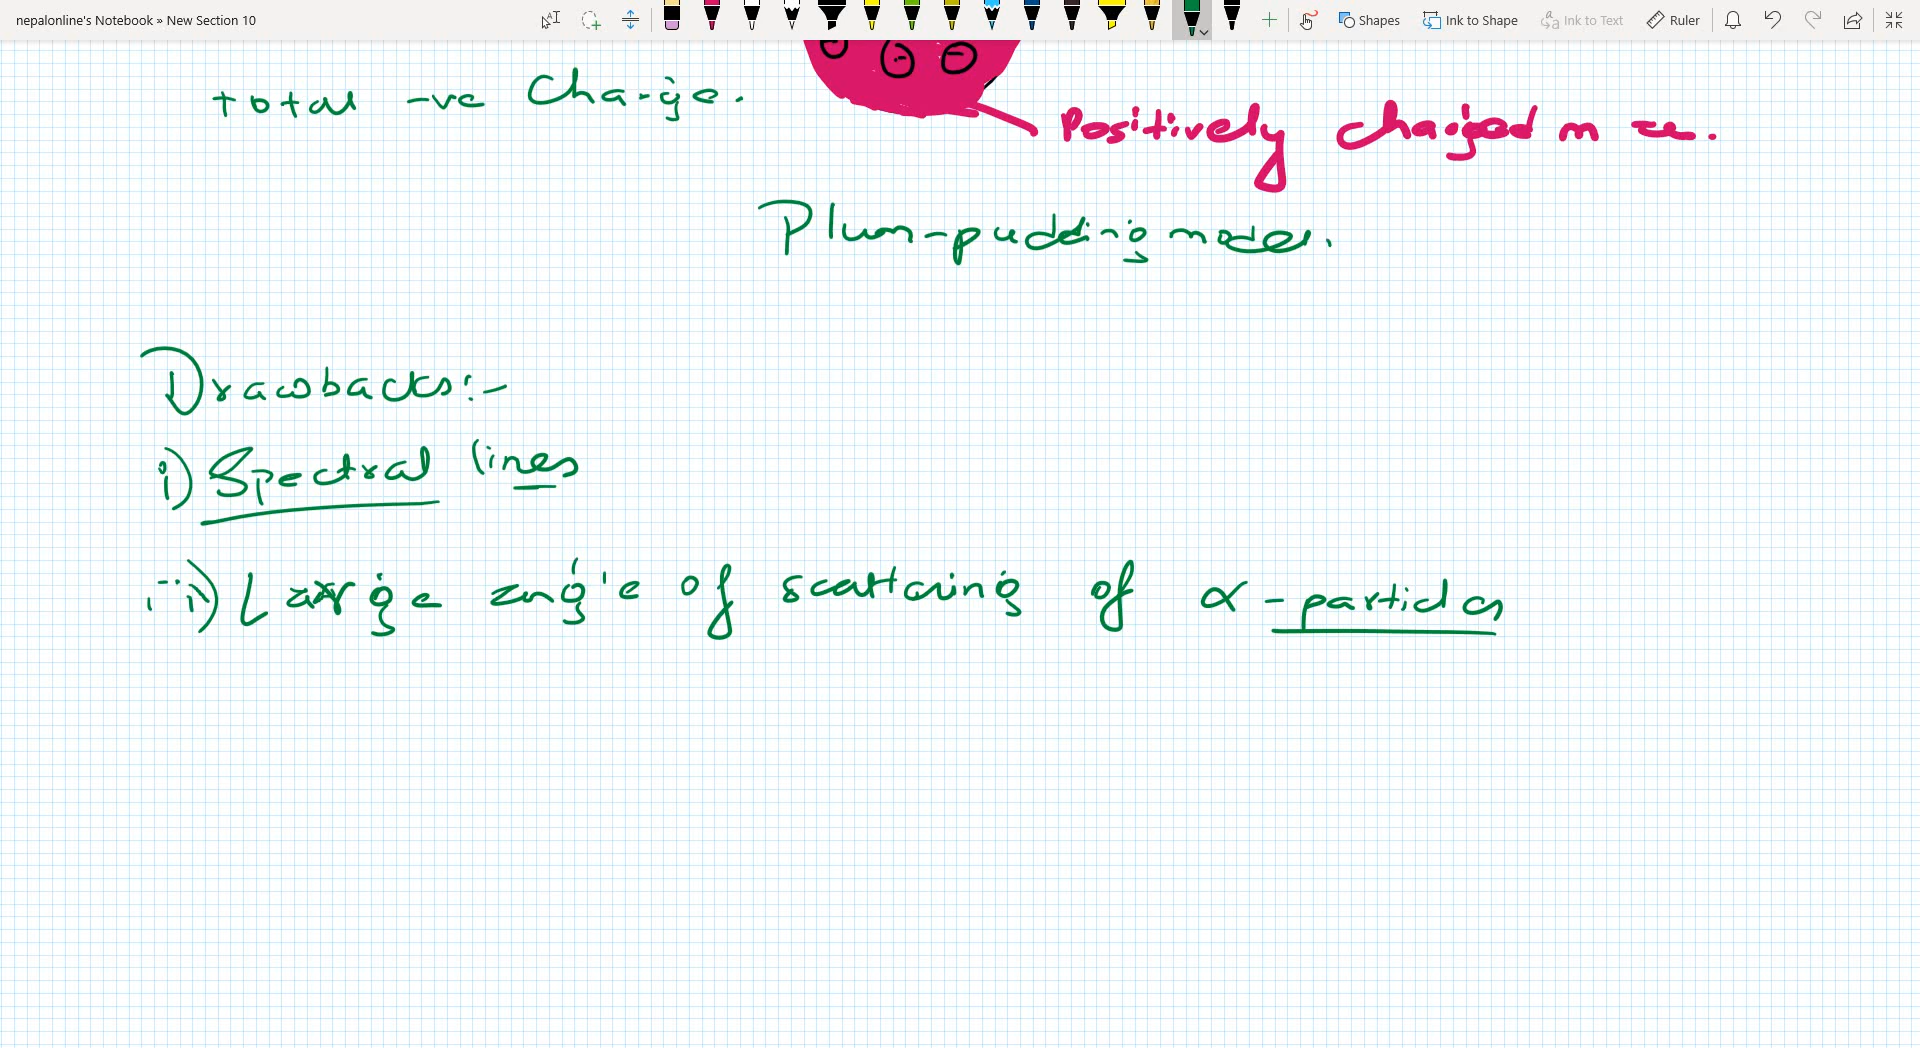 nepalonline's Notebook » New Section 10
Shapes
Ink to Shape
Ink to Text
Ruler
total -ve Charge.
Positively charged
Plum-pudding model.
Drawbacks:-
i) Spectral lines
ii) Large angle of scattering of α-particles